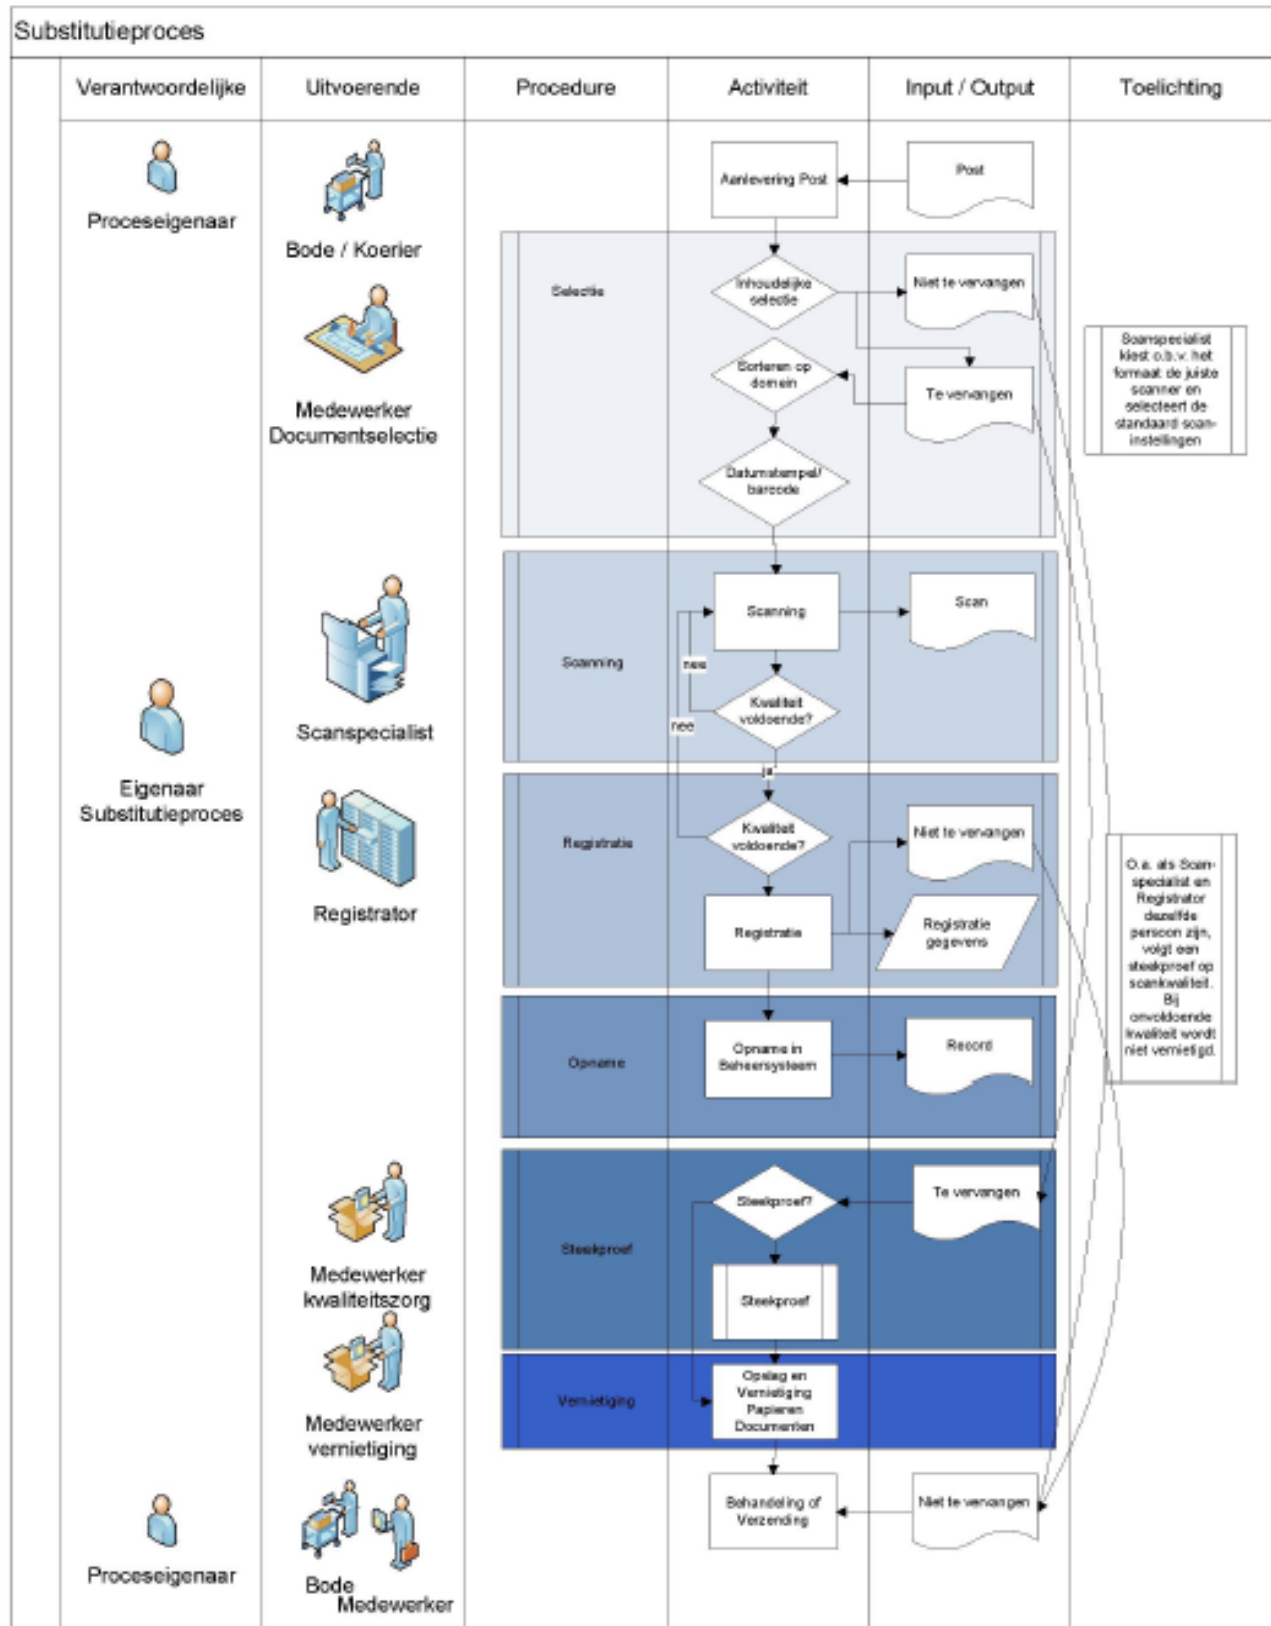 Substitutieproces
Verantwoordelijke
Uitvoerende
Procedure
Activiteit
Input / Output
Toelichting
Proceseigenaar
Bode / Koerier
Aanlevering Post
Post
Selectie
Inhoudelijke
selectie
Niet te vervangen
Medewerker
Documentselectie
Sorteren op
domein
Te vervangen
Scanspecialist
kiest o.b.v. het
formaat de juiste
scanner en
selecteert de
standaard scan-
instellingen
Datumstempel/
barcode
Scanspecialist
Scanning
Scanning
Scan
nee
Kwaliteit
voldoende?
nee
ja
Eigenaar
Substitutieproces
Registrator
Registratie
Kwaliteit
voldoende?
Niet te vervangen
Registratie
Registratie
gegevens
O.a. als Scan-
specialist en
Registrator
dezelfde
persoon zijn,
volgt een
steekproef op
scankwaliteit.
Bij
onvoldoende
kwaliteit wordt
niet vernietigd.
Opname
Opname in
Beheersysteem
Record
Medewerker
kwaliteitszorg
Steekproef
Steekproef?
Te vervangen
Steekproef
Medewerker
vernietiging
Vernietiging
Opslag en
Vernietiging
Papieren
Documenten
Proceseigenaar
Bode
Medewerker
Behandeling of
Verzending
Niet te vervangen